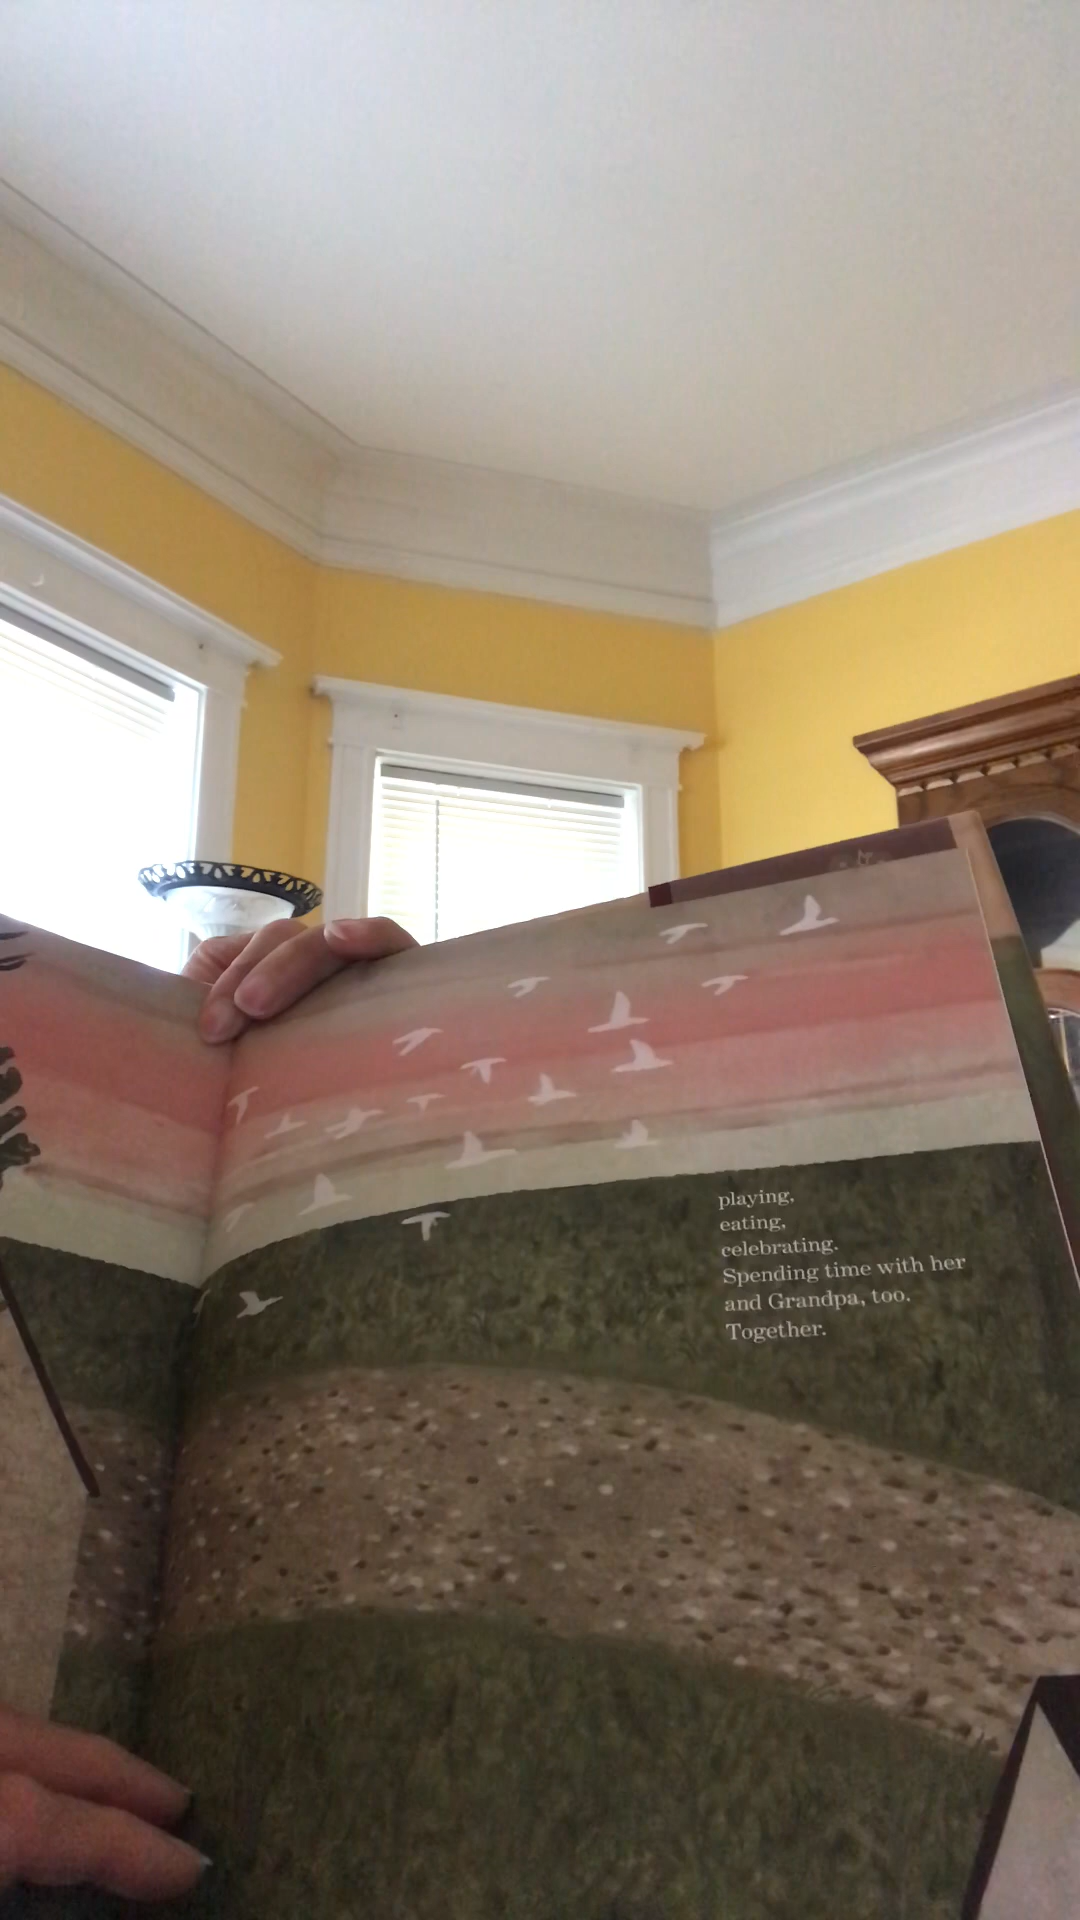 playing,
eating,
celebrating.
Spending time with her
and Grandpa, too.
Together.